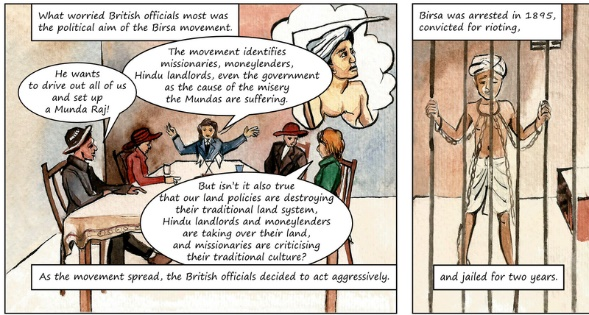 What worried British officials most was
the political aim of the Birsa movement.
The movement identifies
missionaries, moneylenders,
Hindu landlords, even the government
as the cause of the misery
the Mundas are suffering.
He wants
to drive out all of us
and set up
a Munda Raj!
But isn't it also true
that our land policies are destroying
their traditional land system,
Hindu landlords and moneylenders
are taking over their land,
and missionaries are criticising
their traditional culture?
As the movement spread, the British officials decided to act aggressively.
Birsa was arrested in 1895,
convicted for rioting,
and jailed for two years.